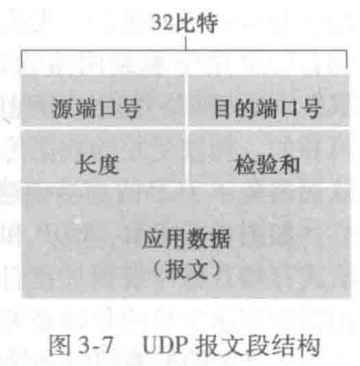 32比特
源端口号 目的端口号
长度 检验和
应用数据
(报文)
图 3-7 UDP 报文段结构